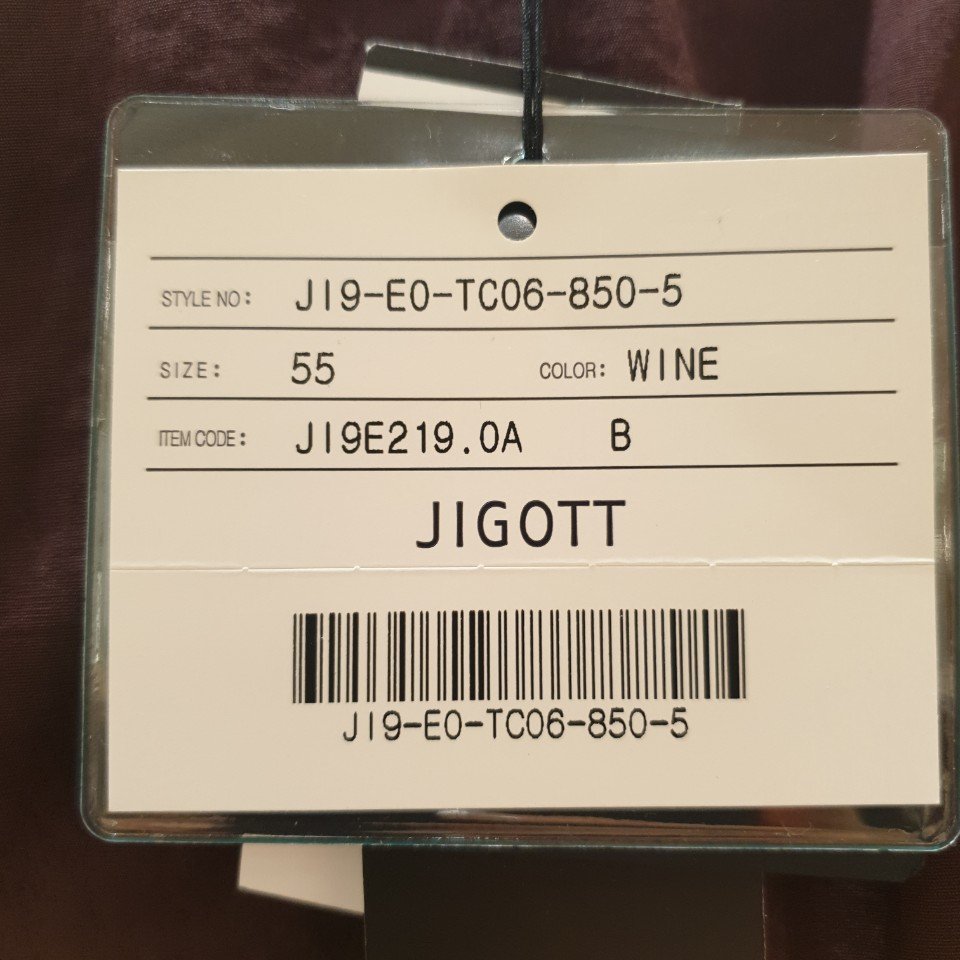 STYLE NO: JI9-E0-TC06-850-5
SIZE: 55 COLOR: WINE
ITEM CODE: JI9E219.0A B
JIGOTT
JI9-E0-TC06-850-5